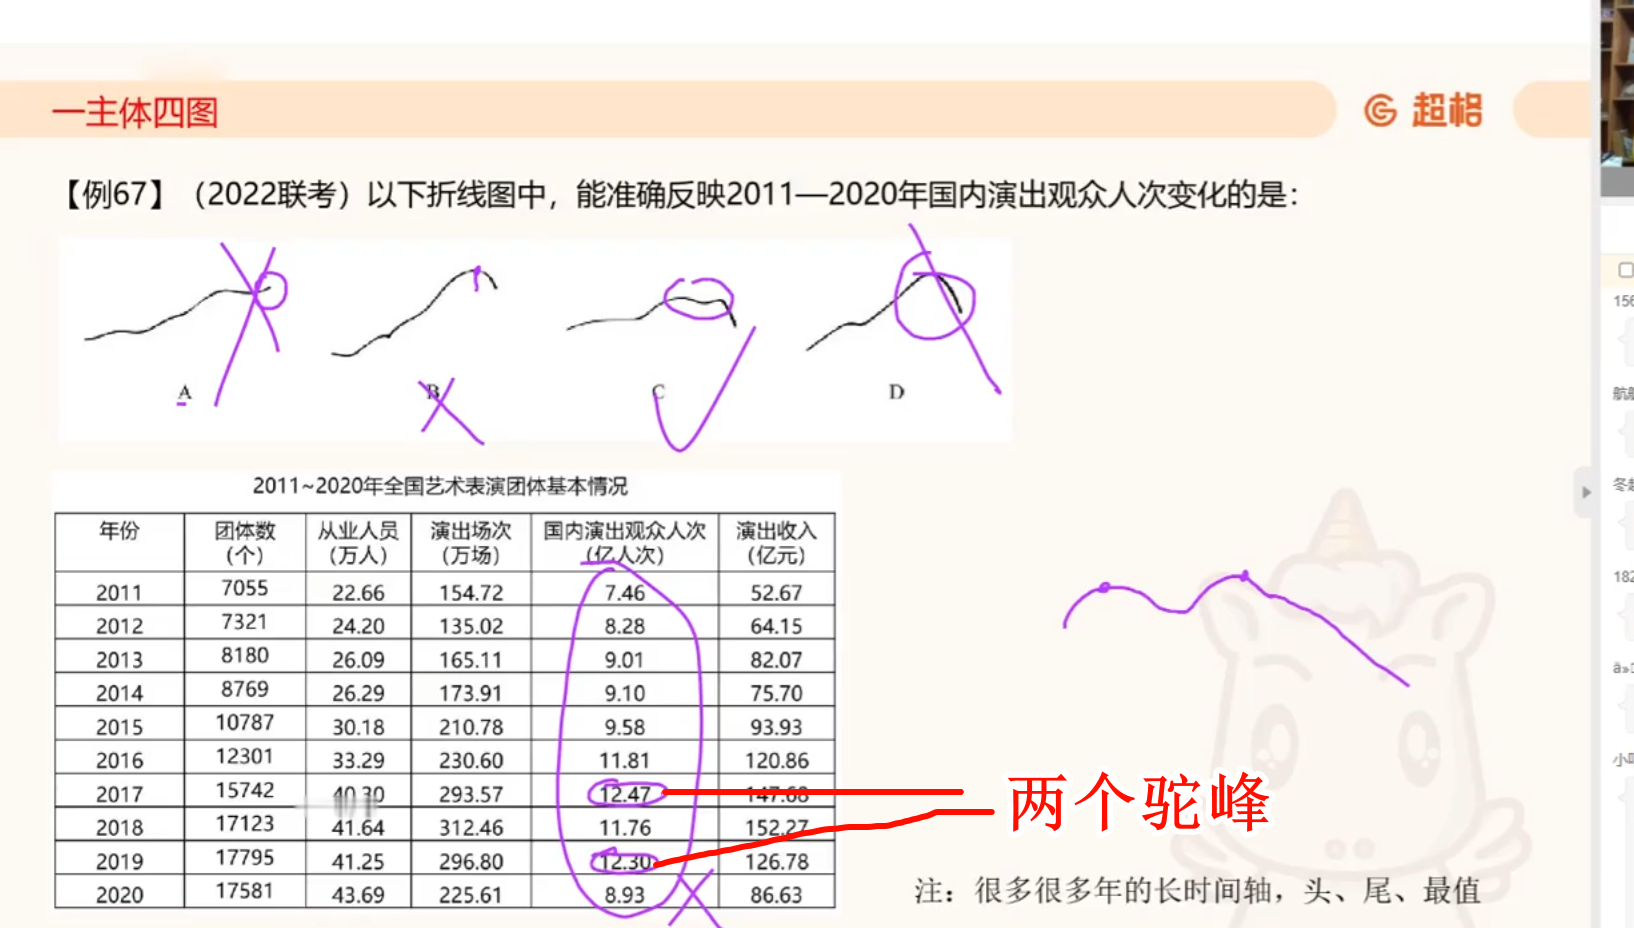 一主体四图
超格
【例67】（2022联考）以下折线图中，能准确反映2011—2020年国内演出观众人次变化的是：
A B C D
2011~2020年全国艺术表演团体基本情况
年份 团体数（个） 从业人员（万人） 演出场次（万场） 国内演出观众人次（亿人次） 演出收入（亿元）
2011 7055 22.66 154.72 7.46 52.67
2012 7321 24.20 135.02 8.28 64.15
2013 8180 26.09 165.11 9.01 82.07
2014 8769 26.29 173.91 9.10 75.70
2015 10787 30.18 210.78 9.58 93.93
2016 12301 33.29 230.60 11.81 120.86
2017 15742 40.30 293.57 12.47 147.68
2018 17123 41.64 312.46 11.76 152.27
2019 17795 41.25 296.80 12.30 126.78
2020 17581 43.69 225.61 8.93 86.63
两个驼峰
注：很多很多年的长时间轴，头、尾、最值
156
182